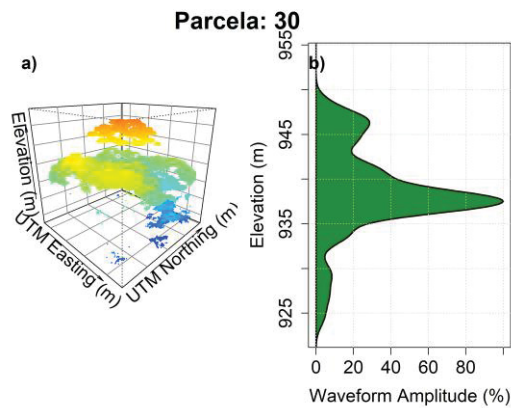 Parcela: 30
a)
Elevation (m)
UTM Easting (m)
UTM Northing (m)
b)
Elevation (m)
955
945
935
925
0 20 40 60 80
Waveform Amplitude (%)